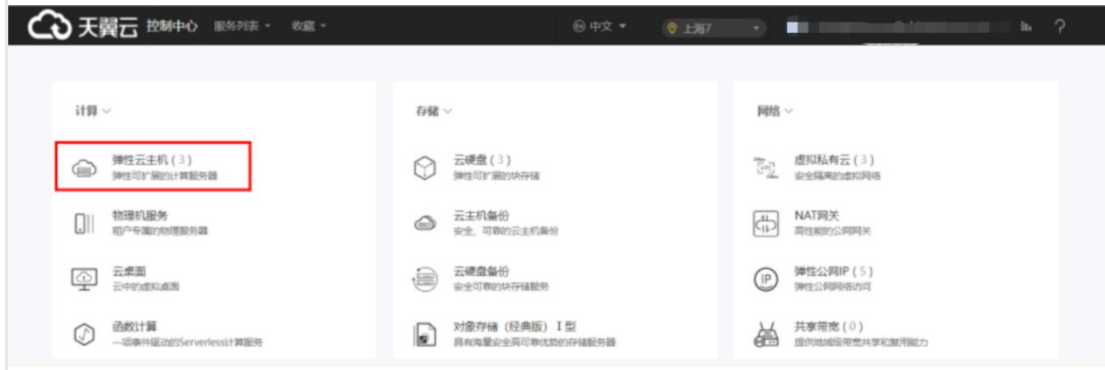 天翼云 控制中心 服务列表 收藏 中文 上海7 ?
计算
弹性云主机 (3)
弹性可扩展的计算服务器
物理机服务
租户专属的物理服务器
云桌面
云中的虚拟桌面
函数计算
一项事件驱动的Serverless计算服务
存储
云硬盘 (3)
弹性可扩展的块存储
云主机备份
安全、可靠的云主机备份
云硬盘备份
安全可靠的块存储服务
对象存储（经典版）I 型
具有海量安全高可靠优势的存储服务器
网络
虚拟私有云 (3)
安全隔离的虚拟网络
NAT网关
高性能的公网网关
IP
弹性公网IP (5)
弹性公网网络访问
共享带宽 (0)
提供地域级带宽共享和复用能力